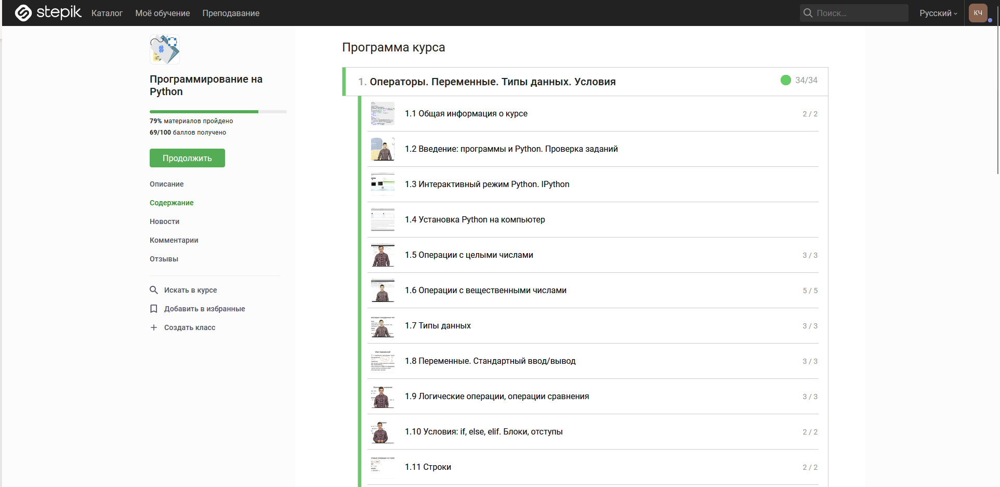 stepik
Каталог
Моё обучение
Преподавание
Поиск...
Русский
КЧ
Программирование на
Python
79% материалов пройдено
69/100 баллов получено
Продолжить
Описание
Содержание
Новости
Комментарии
Отзывы
Искать в курсе
Добавить в избранные
Создать класс
Программа курса
1. Операторы. Переменные. Типы данных. Условия 34/34
1.1 Общая информация о курсе 2 / 2
1.2 Введение: программы и Python. Проверка заданий
1.3 Интерактивный режим Python. IPython
1.4 Установка Python на компьютер
1.5 Операции с целыми числами 3 / 3
1.6 Операции с вещественными числами 5 / 5
1.7 Типы данных 3 / 3
1.8 Переменные. Стандартный ввод/вывод 3 / 3
1.9 Логические операции, операции сравнения 3 / 3
1.10 Условия: if, else, elif. Блоки, отступы 2 / 2
1.11 Строки 2 / 2